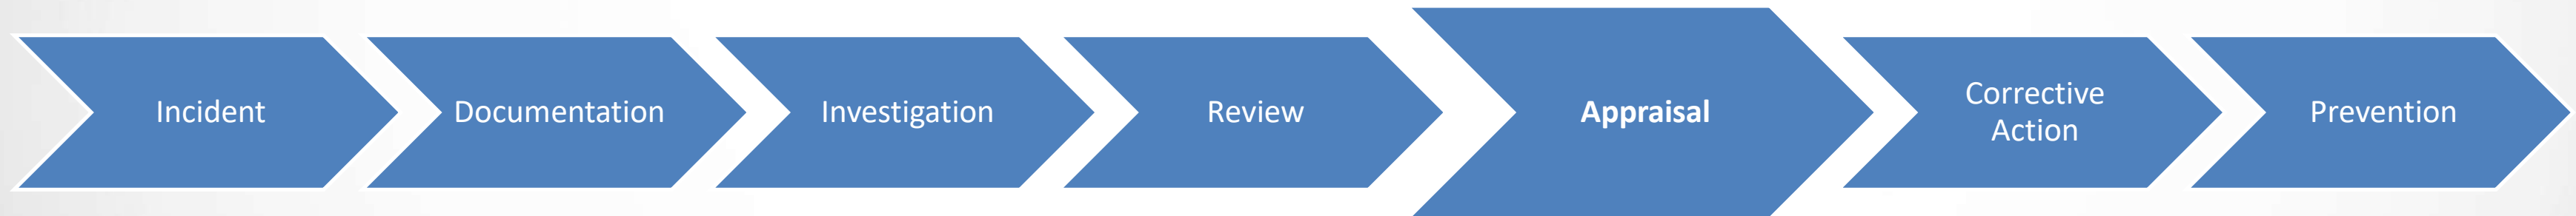 Incident
Documentation
Investigation
Review
Appraisal
Corrective
Action
Prevention